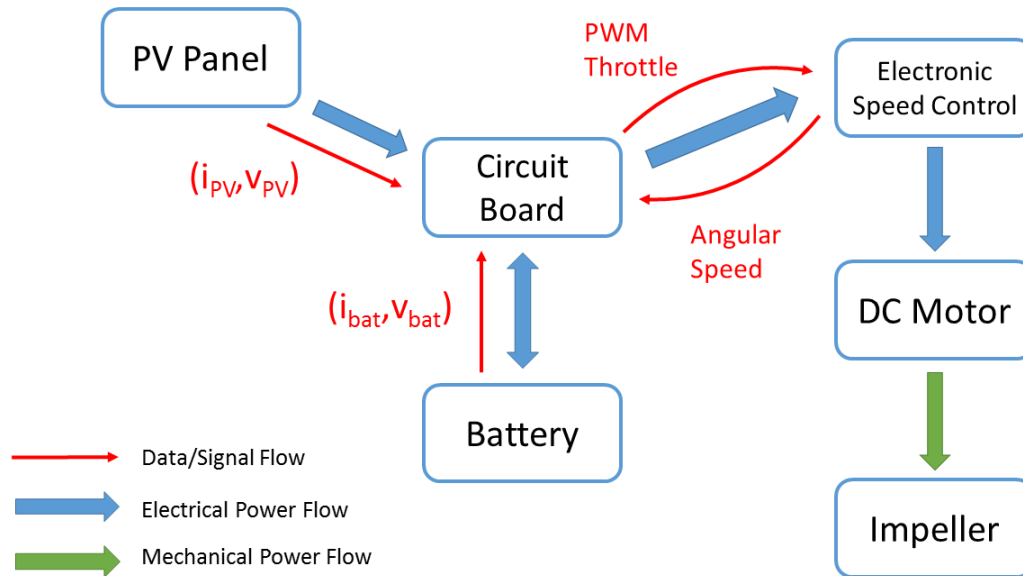 PV Panel
PWM
Throttle
Electronic
Speed Control
(iPV,vPV)
Circuit
Board
Angular
Speed
(ibat,vbat)
DC Motor
Battery
Data/Signal Flow
Electrical Power Flow
Mechanical Power Flow
Impeller